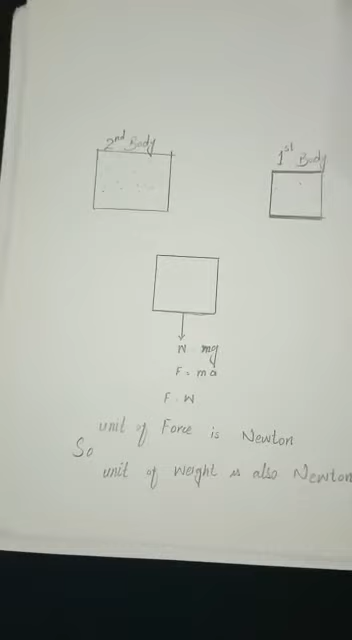 2nd Body
1st Body
W = mg
F = ma
F = W
unit of Force is Newton
So
unit of weight is also Newton